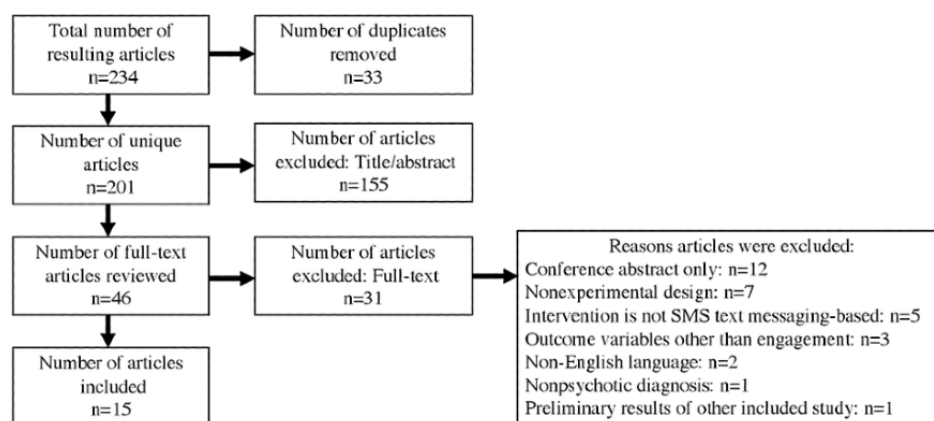 Total number of
resulting articles
n=234
Number of duplicates
removed
n=33
Number of unique
articles
n=201
Number of articles
excluded: Title/abstract
n=155
Number of full-text
articles reviewed
n=46
Number of articles
excluded: Full-text
n=31
Reasons articles were excluded:
Conference abstract only: n=12
Nonexperimental design: n=7
Intervention is not SMS text messaging-based: n=5
Outcome variables other than engagement: n=3
Non-English language: n=2
Nonpsychotic diagnosis: n=1
Preliminary results of other included study: n=1
Number of articles
included
n=15